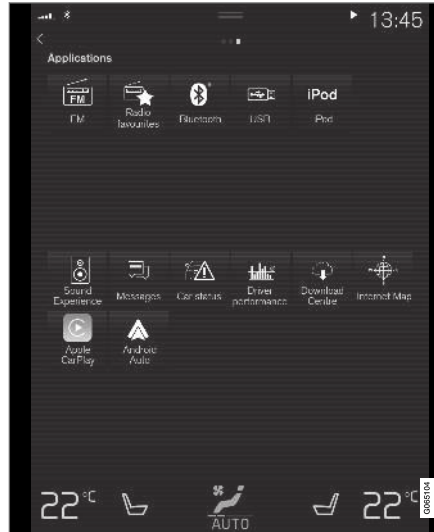 13:45
Applications
FM
iPod
FM
Radio
favourites
Bluetooth
USB
iPod
Sound
Experience
Messages
Car status
Driver
performance
Download
Centre
Internet Map
Apple
CarPlay
Android
Auto
22°C
AUTO
22°C
G065104